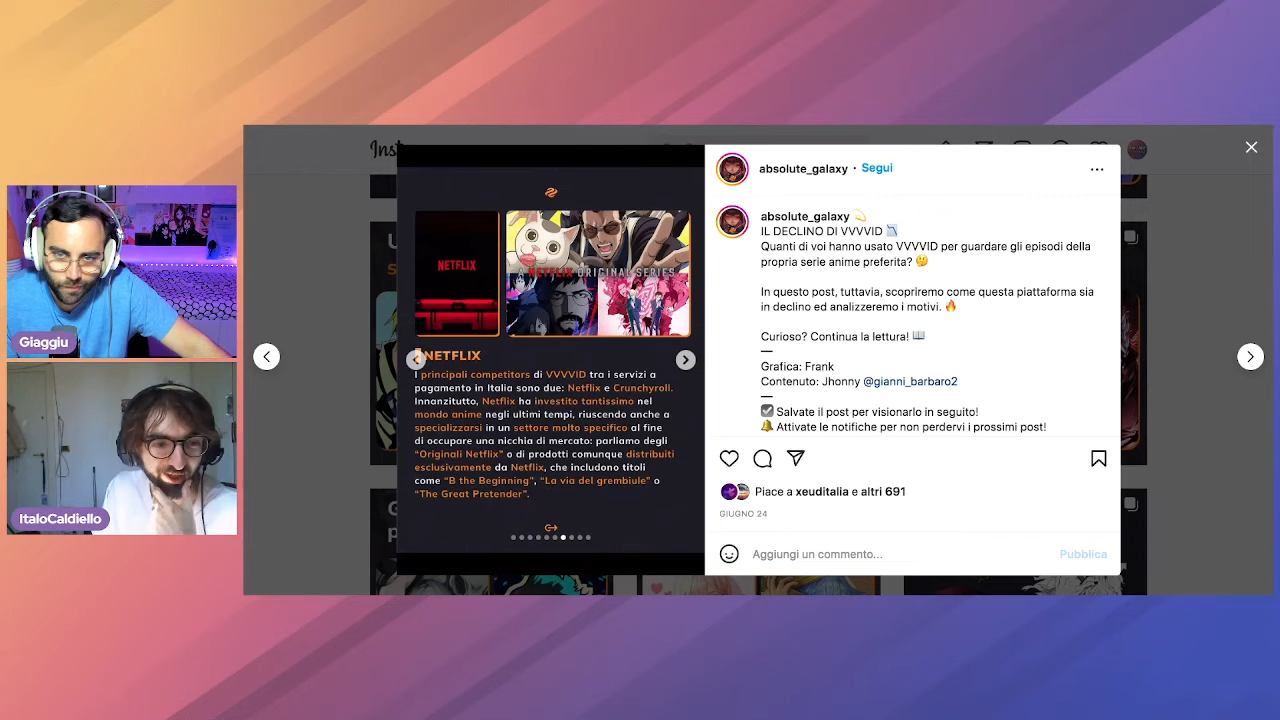 Inst
absolute_galaxy · Segui
absolute_galaxy 💫
IL DECLINO DI VVVVID 📉
Quanti di voi hanno usato VVVVID per guardare gli episodi della
propria serie anime preferita? 🤔
In questo post, tuttavia, scopriremo come questa piattaforma sia
in declino ed analizzeremo i motivi. 🔥
Curioso? Continua la lettura! 📖
—
Grafica: Frank
Contenuto: Jhonny @gianni_barbaro2
—
☑️ Salvate il post per visionarlo in seguito!
🔔 Attivate le notifiche per non perdervi i prossimi post!
Piace a xeuditalia e altri 691
GIUGNO 24
Aggiungi un commento...
Pubblica
NETFLIX
A NETFLIX ORIGINAL SERIES
NETFLIX
I principali competitors di VVVVID tra i servizi a
pagamento in Italia sono due: Netflix e Crunchyroll.
Innanzitutto, Netflix ha investito tantissimo nel
mondo anime negli ultimi tempi, riuscendo anche a
specializzarsi in un settore molto specifico al fine
di occupare una nicchia di mercato: parliamo degli
“Originali Netflix” o di prodotti comunque distribuiti
esclusivamente da Netflix, che includono titoli
come “B the Beginning”, “La via del grembiule” o
“The Great Pretender”.
Giaggiu
ItaloCaldiello